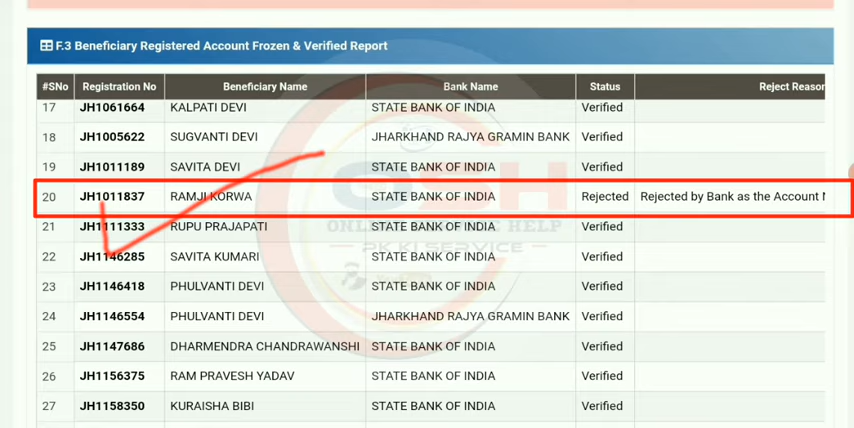 F.3 Beneficiary Registered Account Frozen & Verified Report
#SNo Registration No Beneficiary Name Bank Name Status Reject Reason
17 JH1061664 KALPATI DEVI STATE BANK OF INDIA Verified
18 JH1005622 SUGVANTI DEVI JHARKHAND RAJYA GRAMIN BANK Verified
19 JH1011189 SAVITA DEVI STATE BANK OF INDIA Verified
20 JH1011837 RAMJI KORWA STATE BANK OF INDIA Rejected Rejected by Bank as the Account
21 JH1111333 RUPU PRAJAPATI STATE BANK OF INDIA Verified
22 JH1146285 SAVITA KUMARI STATE BANK OF INDIA Verified
23 JH1146418 PHULVANTI DEVI STATE BANK OF INDIA Verified
24 JH1146554 PHULVANTI DEVI JHARKHAND RAJYA GRAMIN BANK Verified
25 JH1147686 DHARMENDRA CHANDRAWANSHI STATE BANK OF INDIA Verified
26 JH1156375 RAM PRAVESH YADAV STATE BANK OF INDIA Verified
27 JH1158350 KURAISHA BIBI STATE BANK OF INDIA Verified
OSH
HELP
PK KI SERVICE